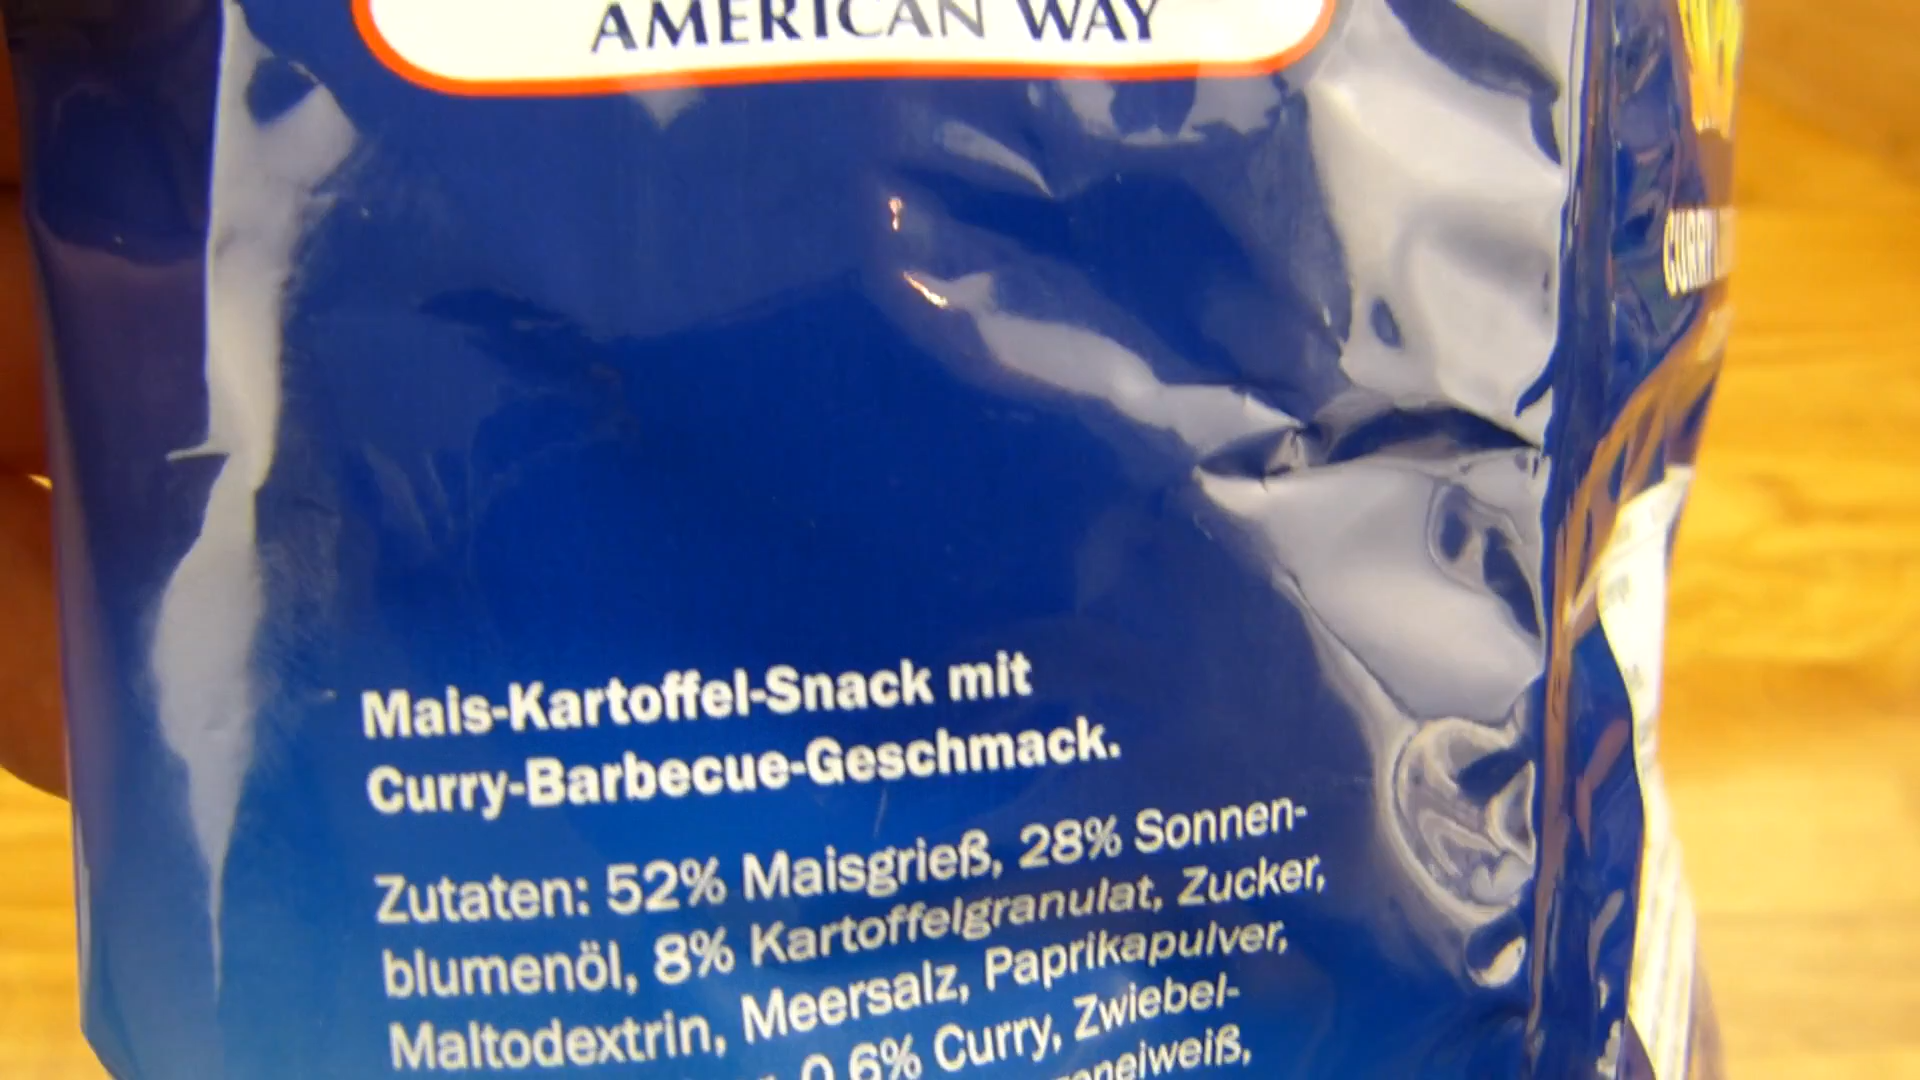 AMERICAN WAY
CURRY
Mais-Kartoffel-Snack mit
Curry-Barbecue-Geschmack.
Zutaten: 52% Maisgrieß, 28% Sonnen-
blumenöl, 8% Kartoffelgranulat, Zucker,
Maltodextrin, Meersalz, Paprikapulver,
0,6% Curry, Zwiebel-